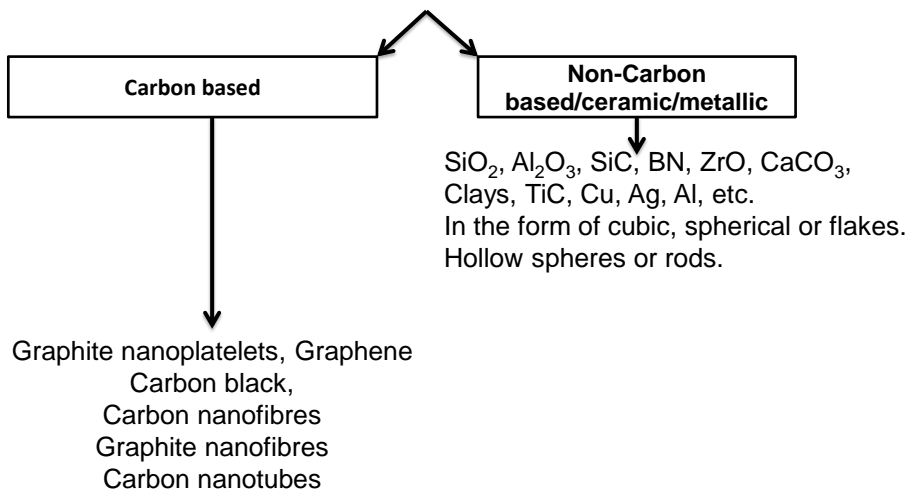 Carbon based
Non-Carbon
based/ceramic/metallic
SiO₂, Al₂O₃, SiC, BN, ZrO, CaCO₃,
Clays, TiC, Cu, Ag, Al, etc.
In the form of cubic, spherical or flakes.
Hollow spheres or rods.
Graphite nanoplatelets, Graphene
Carbon black,
Carbon nanofibres
Graphite nanofibres
Carbon nanotubes